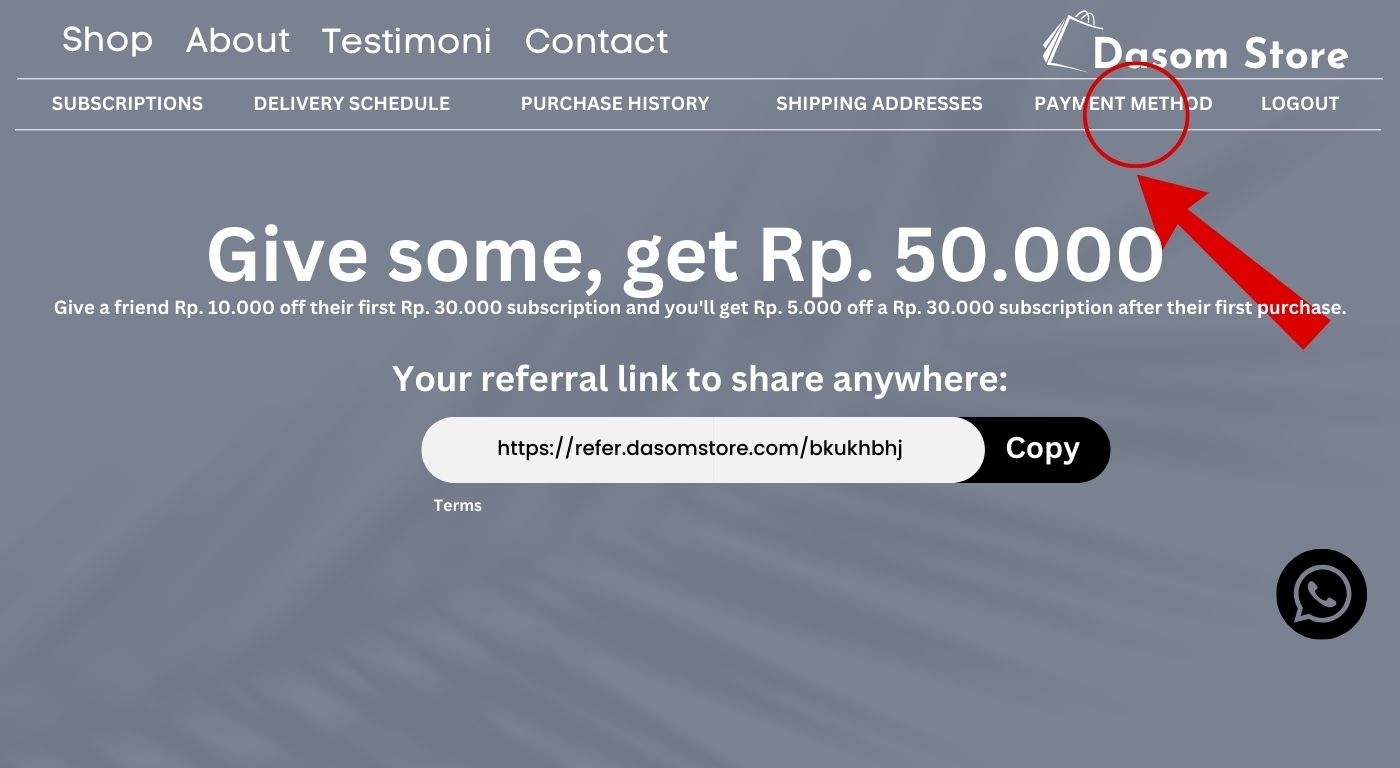 Shop About Testimoni Contact
Dasom Store
SUBSCRIPTIONS DELIVERY SCHEDULE PURCHASE HISTORY SHIPPING ADDRESSES PAYMENT METHOD LOGOUT
Give some, get Rp. 50.000
Give a friend Rp. 10.000 off their first Rp. 30.000 subscription and you'll get Rp. 5.000 off a Rp. 30.000 subscription after their first purchase.
Your referral link to share anywhere:
https://refer.dasomstore.com/bkukhbhj Copy
Terms